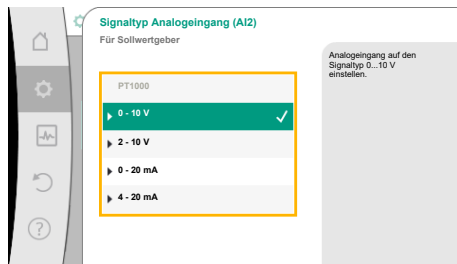 Signaltyp Analogeingang (AI2)
Für Sollwertgeber
PT1000
0 - 10 V
2 - 10 V
0 - 20 mA
4 - 20 mA
Analogeingang auf den
Signaltyp 0...10 V
einstellen.
?